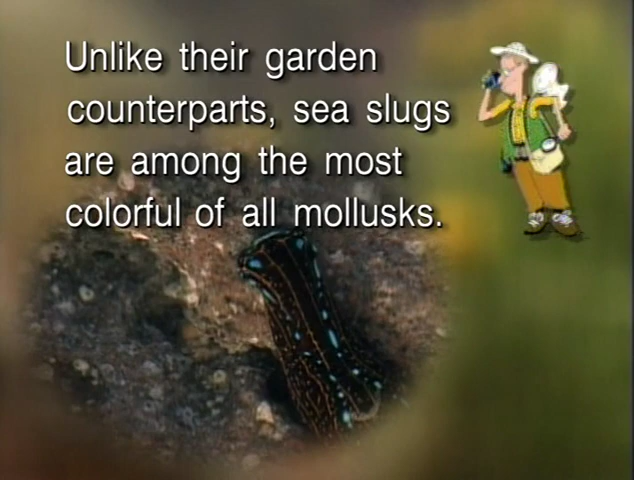 Unlike their garden
counterparts, sea slugs
are among the most
colorful of all mollusks.